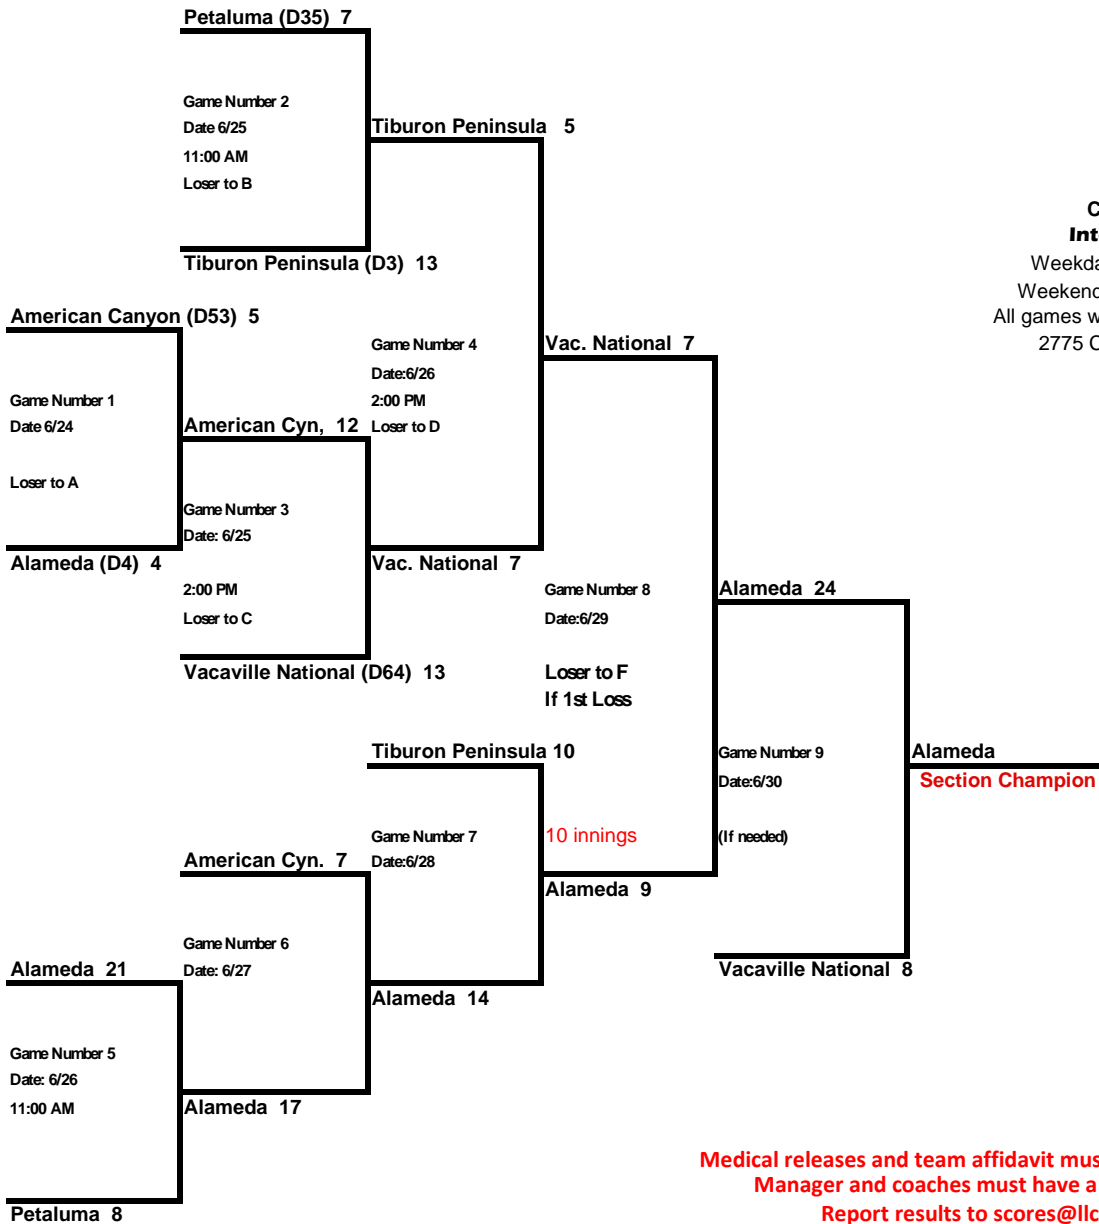 Petaluma (D35) 7
Game Number 2
Date 6/25
11:00 AM
Loser to B
Tiburon Peninsula 5
Tiburon Peninsula (D3) 13
C
Int
Weekda
Weekend
All games w
2775 C
American Canyon (D53) 5
Game Number 1
Date 6/24
Loser to A
Alameda (D4) 4
American Cyn, 12
Game Number 3
Date: 6/25
2:00 PM
Loser to C
Vacaville National (D64) 13
Game Number 4
Date:6/26
2:00 PM
Loser to D
Vac. National 7
Vac. National 7
Game Number 8
Date:6/29
Loser to F
If 1st Loss
Alameda 24
Tiburon Peninsula 10
Game Number 7
Date:6/28
10 innings
Alameda 9
Game Number 9
Date:6/30
(If needed)
Alameda
Section Champion
Vacaville National 8
American Cyn. 7
Game Number 6
Date: 6/27
Alameda 14
Alameda 21
Game Number 5
Date: 6/26
11:00 AM
Alameda 17
Petaluma 8
Medical releases and team affidavit mus
Manager and coaches must have a
Report results to scores@llc